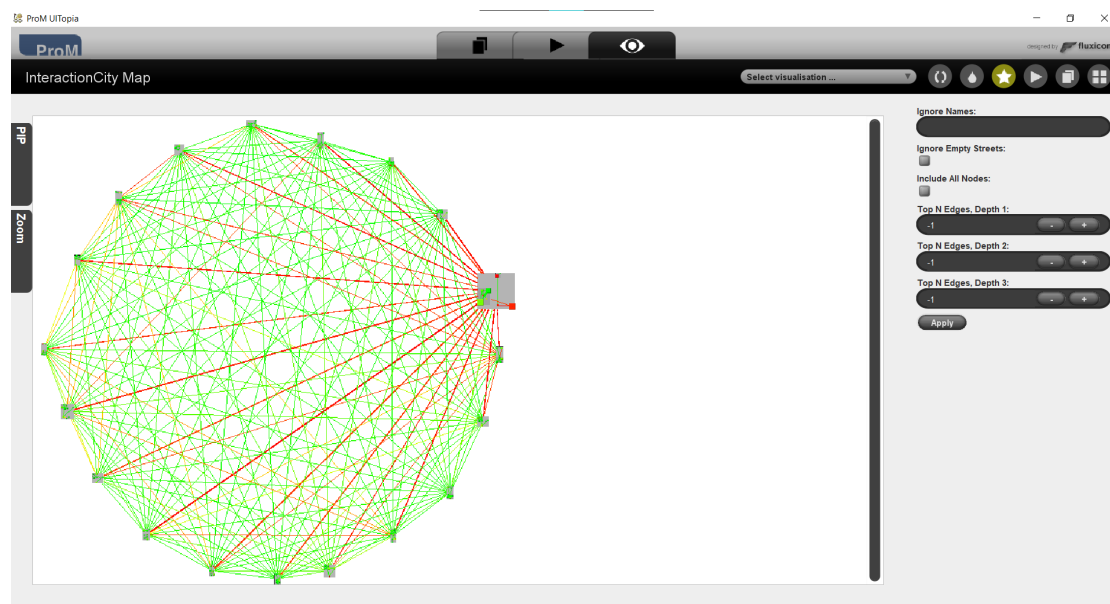 ProM UITopia
ProM
designed by fluxicon
InteractionCity Map
Select visualisation ...
PIP
Zoom
Ignore Names:
Ignore Empty Streets:
Include All Nodes:
Top N Edges, Depth 1:
-1
-
+
Top N Edges, Depth 2:
-1
-
+
Top N Edges, Depth 3:
-1
-
+
Apply